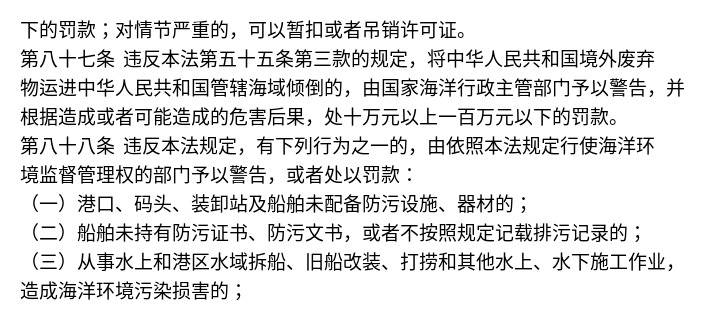 下的罚款；对情节严重的，可以暂扣或者吊销许可证。
第八十七条 违反本法第五十五条第三款的规定，将中华人民共和国境外废弃
物运进中华人民共和国管辖海域倾倒的，由国家海洋行政主管部门予以警告，并
根据造成或者可能造成的危害后果，处十万元以上一百万元以下的罚款。
第八十八条 违反本法规定，有下列行为之一的，由依照本法规定行使海洋环
境监督管理权的部门予以警告，或者处以罚款：
（一）港口、码头、装卸站及船舶未配备防污设施、器材的；
（二）船舶未持有防污证书、防污文书，或者不按照规定记载排污记录的；
（三）从事水上和港区水域拆船、旧船改装、打捞和其他水上、水下施工作业，
造成海洋环境污染损害的；